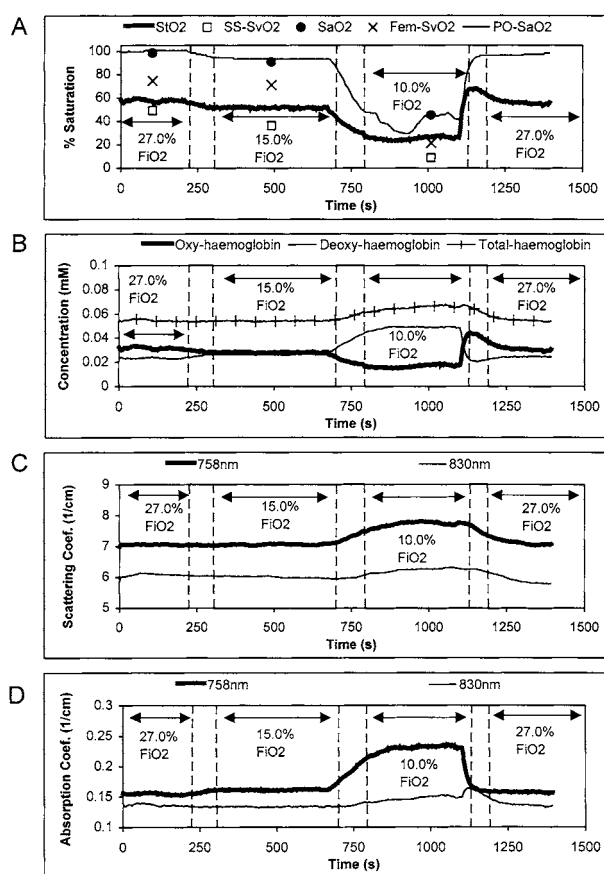 A
StO2 SS-SvO2 SaO2 Fem-SvO2 PO-SaO2
% Saturation
100
80
60
40
20
0
27.0%
FiO2
15.0%
FiO2
10.0%
FiO2
27.0%
FiO2
0 250 500 750 1000 1250 1500
Time (s)
B
Oxy-haemoglobin Deoxy-haemoglobin Total-haemoglobin
Concentration (mM)
0.1
0.08
0.06
0.04
0.02
0
27.0%
FiO2
15.0%
FiO2
10.0%
FiO2
27.0%
FiO2
0 250 500 750 1000 1250 1500
Time (s)
C
758nm 830nm
Scattering Coef. (1/cm)
9
8
7
6
5
27.0%
FiO2
15.0%
FiO2
10.0%
FiO2
27.0%
FiO2
0 250 500 750 1000 1250 1500
Time (s)
D
758nm 830nm
Absorption Coef. (1/cm)
0.3
0.25
0.2
0.15
0.1
27.0%
FiO2
15.0%
FiO2
10.0%
FiO2
27.0%
FiO2
0 250 500 750 1000 1250 1500
Time (s)